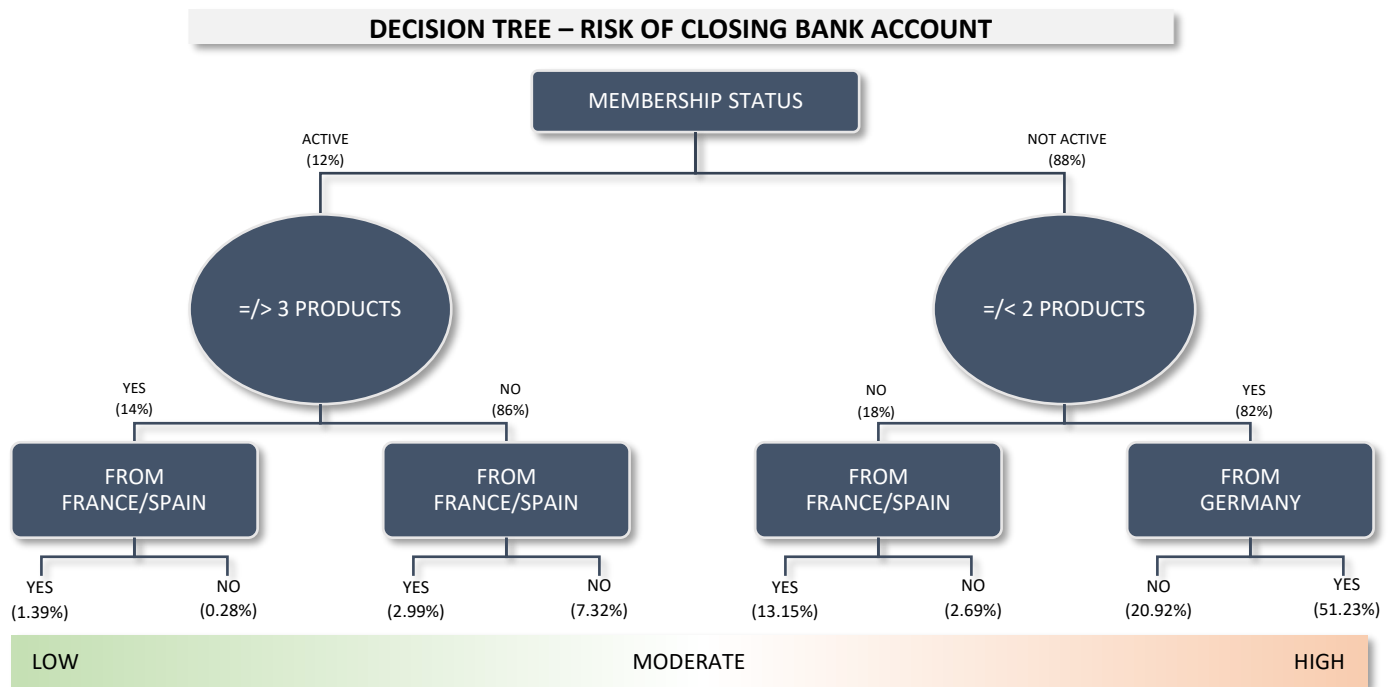 DECISION TREE – RISK OF CLOSING BANK ACCOUNT
MEMBERSHIP STATUS
ACTIVE
(12%)
NOT ACTIVE
(88%)
=/> 3 PRODUCTS
=/< 2 PRODUCTS
YES
(14%)
NO
(86%)
NO
(18%)
YES
(82%)
FROM
FRANCE/SPAIN
FROM
FRANCE/SPAIN
FROM
FRANCE/SPAIN
FROM
GERMANY
YES
(1.39%)
NO
(0.28%)
YES
(2.99%)
NO
(7.32%)
YES
(13.15%)
NO
(2.69%)
NO
(20.92%)
YES
(51.23%)
LOW
MODERATE
HIGH